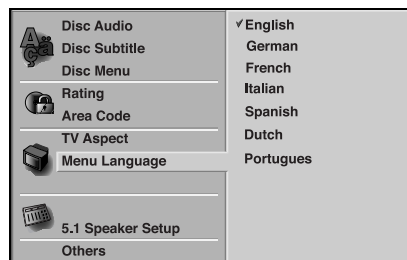 Disc Audio
Disc Subtitle
Disc Menu
Rating
Area Code
TV Aspect
Menu Language
5.1 Speaker Setup
Others
✓English
German
French
Italian
Spanish
Dutch
Portugues